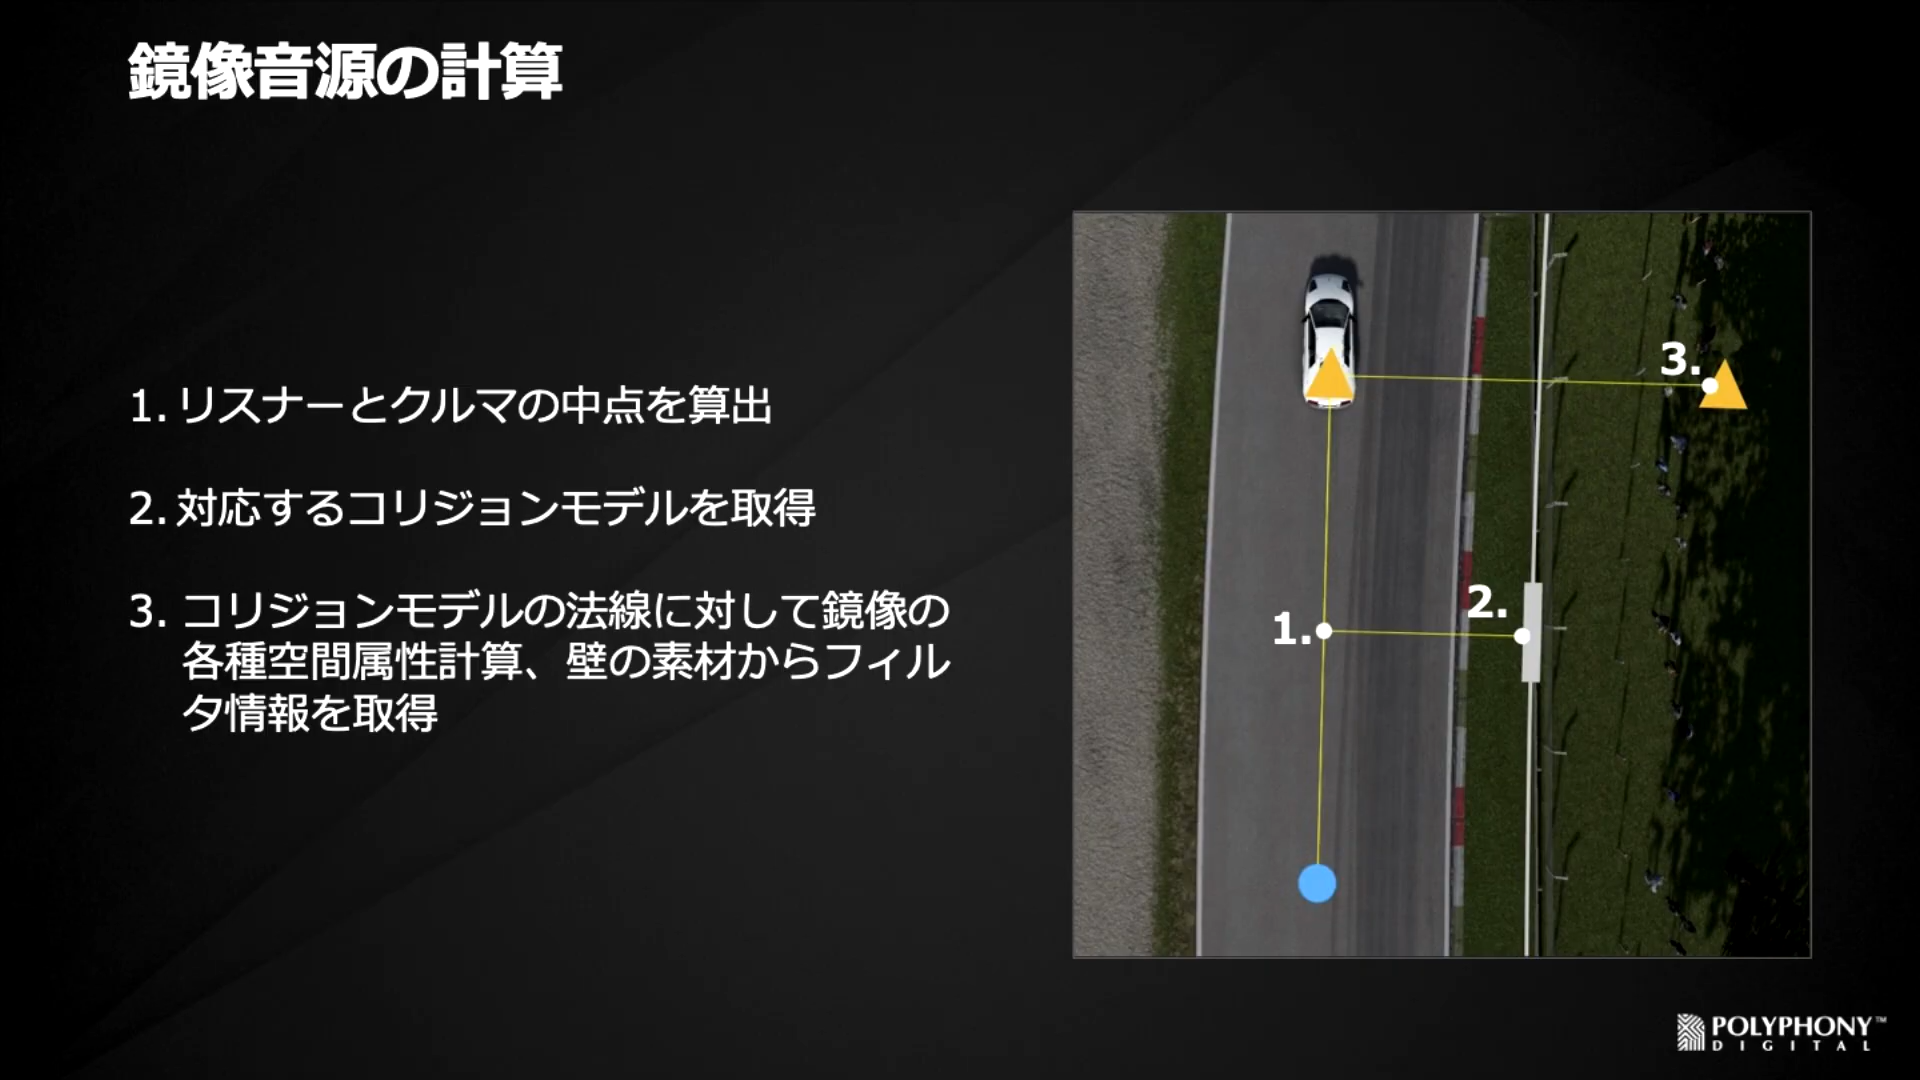 鏡像音源の計算
1. リスナーとクルマの中点を算出
2. 対応するコリジョンモデルを取得
3. コリジョンモデルの法線に対して鏡像の
各種空間属性計算、壁の素材からフィル
タ情報を取得
3.
2.
1.
POLYPHONY™
DIGITAL